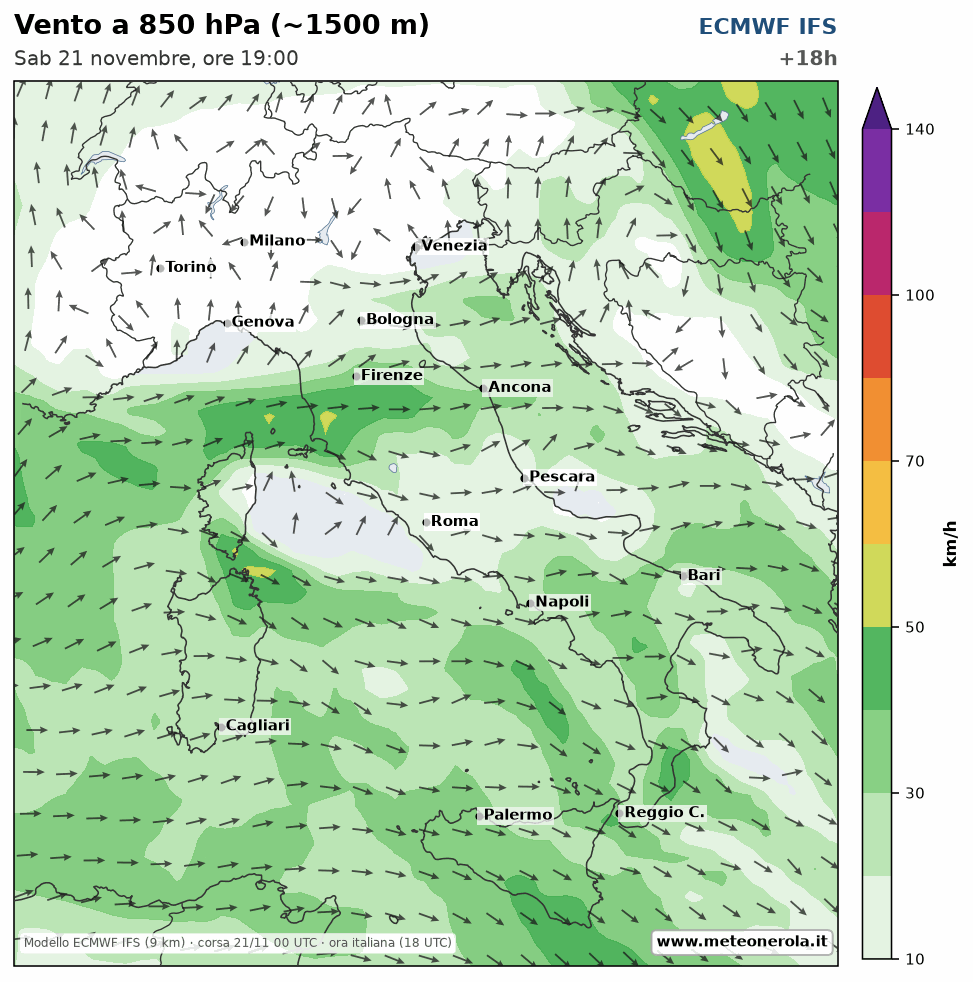 Vento a 850 hPa (~1500 m)
ECMWF IFS
Sab 21 novembre, ore 19:00
+18h
140
Milano
Venezia
Torino
100
Bologna
Genova
Firenze
Ancona
70
Pescara
Roma
km/h
Bari
Napoli
50
Cagliari
30
Palermo
Reggio C.
Modello ECMWF IFS (9 km) · corsa 21/11 00 UTC · ora italiana (18 UTC)
www.meteonerola.it
10